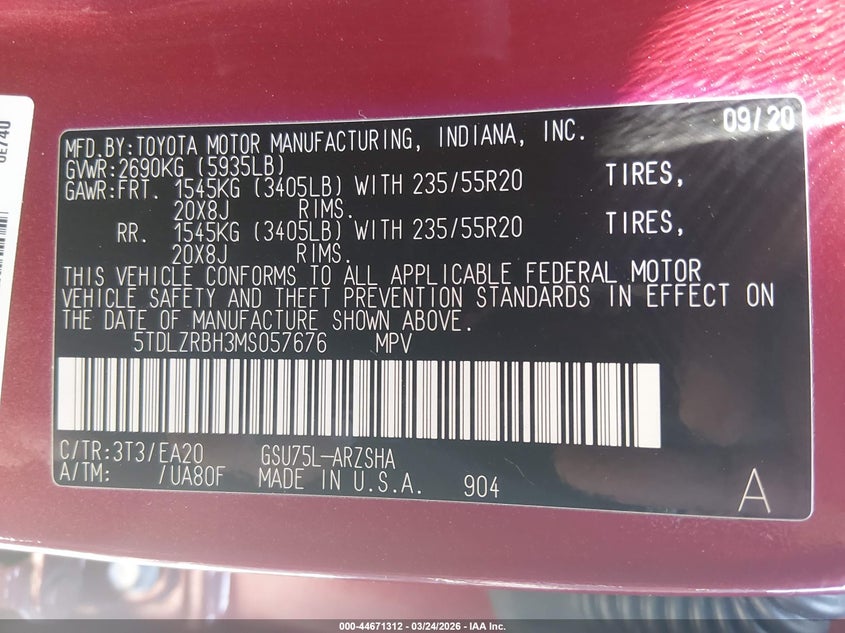 0E740
MFD.BY:TOYOTA MOTOR MANUFACTURING, INDIANA, INC. 09/20
GVWR:2690KG (5935LB)
GAWR:FRT. 1545KG (3405LB) WITH 235/55R20 TIRES,
20X8J RIMS.
RR. 1545KG (3405LB) WITH 235/55R20 TIRES,
20X8J RIMS.
THIS VEHICLE CONFORMS TO ALL APPLICABLE FEDERAL MOTOR
VEHICLE SAFETY AND THEFT PREVENTION STANDARDS IN EFFECT ON
THE DATE OF MANUFACTURE SHOWN ABOVE.
5TDLZRBH3MS057676 MPV
C/TR:3T3/EA20 GSU75L-ARZSHA
A/TM: /UA80F MADE IN U.S.A. 904 A
000-44671312 - 03/24/2026 - IAA Inc.